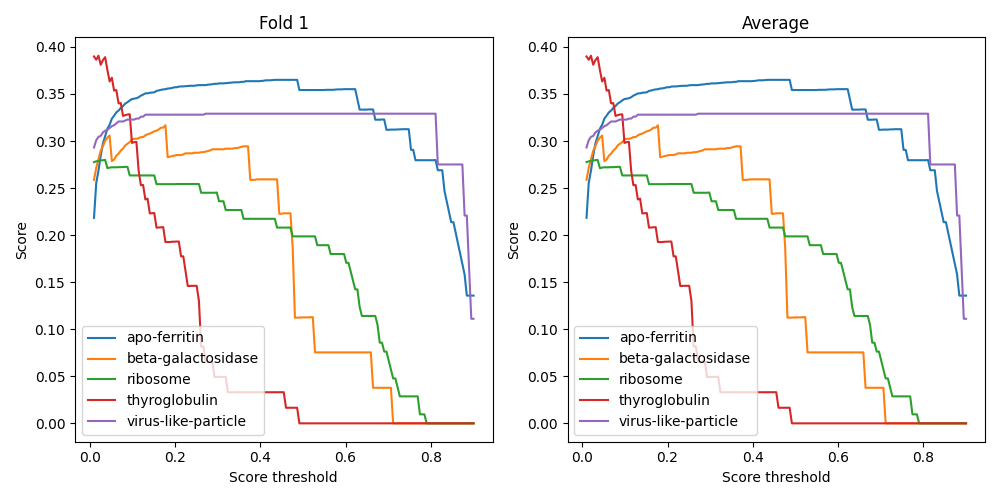 Fold 1
0.40
0.35
0.30
0.25
0.20
0.15
0.10
0.05
0.00
Score
apo-ferritin
beta-galactosidase
ribosome
thyroglobulin
virus-like-particle
0.0 0.2 0.4 0.6 0.8
Score threshold
Average
0.40
0.35
0.30
0.25
0.20
0.15
0.10
0.05
0.00
Score
apo-ferritin
beta-galactosidase
ribosome
thyroglobulin
virus-like-particle
0.0 0.2 0.4 0.6 0.8
Score threshold